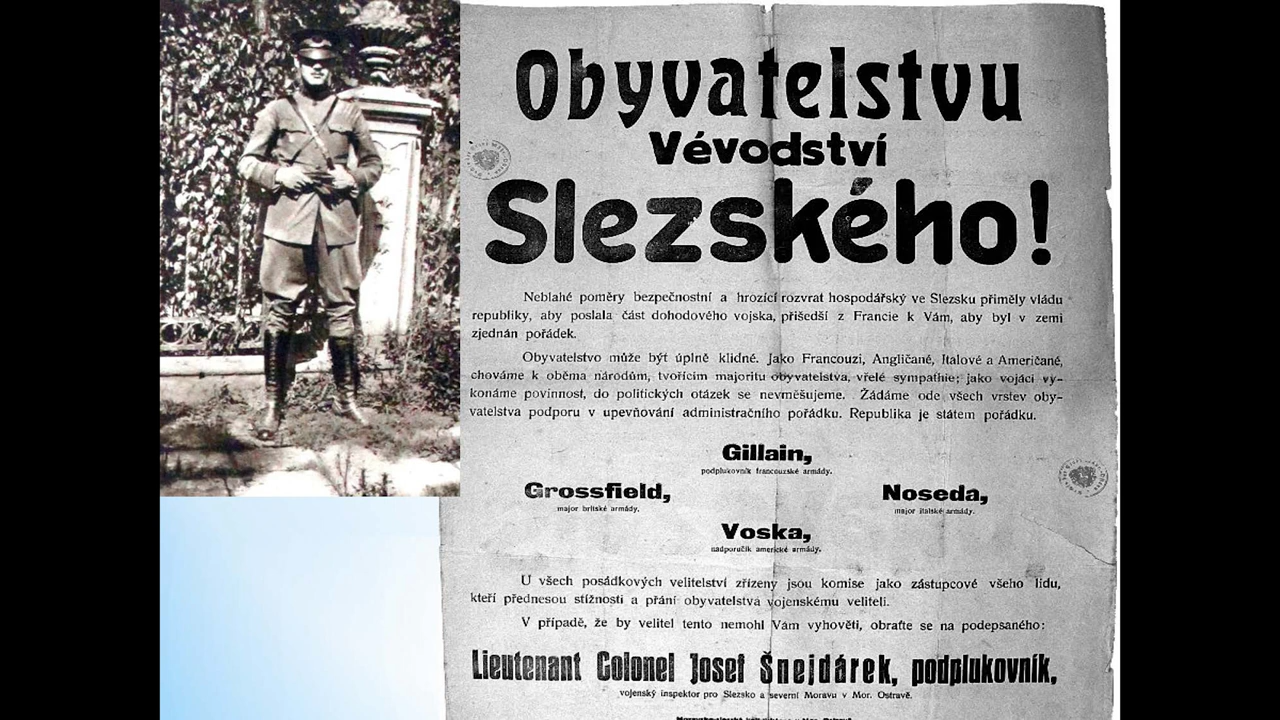 Obyvatelstvu
Vévodství
Slezského!
Neblahé poměry bezpečnostní a hrozící rozvrat hospodářský ve Slezsku přiměly vládu
republiky, aby poslala část dohodového vojska, přišedší z Francie k Vám, aby byl v zemi
zjednán pořádek.
Obyvatelstvo může být úplně klidné. Jako Francouzi, Angličané, Italové a Američané,
chováme k oběma národům, tvořícím majoritu obyvatelstva, vřelé sympathie; jako vojáci vy-
konáme povinnost, do politických otázek se nevměšujeme. Žádáme ode všech vrstev oby-
vatelstva podporu v upevňování administračního pořádku. Republika je státem pořádku.
Gillain,
podplukovník francouzské armády.
Grossfield,
major britské armády.
Noseda,
major italské armády.
Voska,
nadporučík americké armády.
U všech posádkových velitelství zřízeny jsou komise jako zástupcové všeho lidu,
kteří přednesou stížnosti a přání obyvatelstva vojenskému veliteli.
V případě, že by velitel tento nemohl Vám vyhověti, obraťte se na podepsaného:
Lieutenant Colonel Josef Šnejdárek, podplukovník,
vojenský inspektor pro Slezsko a severní Moravu v Mor. Ostravě.